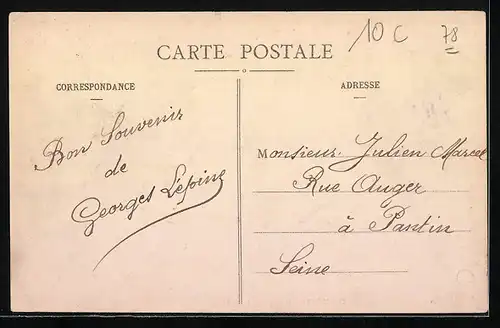 10 C
78
CARTE POSTALE
CORRESPONDANCE
ADRESSE
Bon Souvenir
de
Georges Lépine
Monsieur Julien Marcel
Rue Auger
à Pantin
Seine